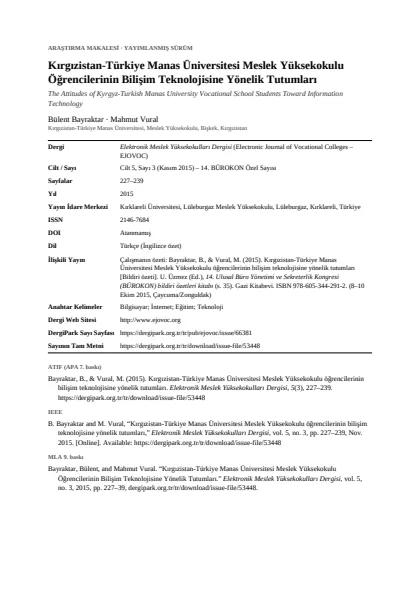 ARAŞTIRMA MAKALESİ · YAYIMLANMIŞ SÜRÜM
Kırgızistan-Türkiye Manas Üniversitesi Meslek Yüksekokulu
Öğrencilerinin Bilişim Teknolojisine Yönelik Tutumları
The Attitudes of Kyrgyz-Turkish Manas University Vocational School Students Toward Information
Technology
Bülent Bayraktar · Mahmut Vural
Kırgızistan-Türkiye Manas Üniversitesi, Meslek Yüksekokulu, Bişkek, Kırgızistan
Dergi Elektronik Meslek Yüksekokulları Dergisi (Electronic Journal of Vocational Colleges –
EJOVOC)
Cilt / Sayı Cilt 5, Sayı 3 (Kasım 2015) – 14. BÜROKON Özel Sayısı
Sayfalar 227–239
Yıl 2015
Yayın İdare Merkezi Kırklareli Üniversitesi, Lüleburgaz Meslek Yüksekokulu, Lüleburgaz, Kırklareli, Türkiye
ISSN 2146-7684
DOI Atanmamış
Dil Türkçe (İngilizce özet)
İlişkili Yayın Çalışmanın özeti: Bayraktar, B., & Vural, M. (2015). Kırgızistan-Türkiye Manas
Üniversitesi Meslek Yüksekokulu öğrencilerinin bilişim teknolojisine yönelik tutumları
[Bildiri özeti]. U. Üzmez (Ed.), 14. Ulusal Büro Yönetimi ve Sekreterlik Kongresi
(BÜROKON) bildiri özetleri kitabı (s. 35). Gazi Kitabevi. ISBN 978-605-344-291-2. (8–10
Ekim 2015, Çaycuma/Zonguldak)
Anahtar Kelimeler Bilgisayar; İnternet; Eğitim; Teknoloji
Dergi Web Sitesi http://www.ejovoc.org
DergiPark Sayı Sayfası https://dergipark.org.tr/tr/pub/ejovoc/issue/66381
Sayının Tam Metni https://dergipark.org.tr/tr/download/issue-file/53448
ATIF (APA 7. baskı)
Bayraktar, B., & Vural, M. (2015). Kırgızistan-Türkiye Manas Üniversitesi Meslek Yüksekokulu öğrencilerinin
bilişim teknolojisine yönelik tutumları. Elektronik Meslek Yüksekokulları Dergisi, 5(3), 227–239.
https://dergipark.org.tr/tr/download/issue-file/53448
IEEE
B. Bayraktar and M. Vural, “Kırgızistan-Türkiye Manas Üniversitesi Meslek Yüksekokulu öğrencilerinin bilişim
teknolojisine yönelik tutumları,” Elektronik Meslek Yüksekokulları Dergisi, vol. 5, no. 3, pp. 227–239, Nov.
2015. [Online]. Available: https://dergipark.org.tr/tr/download/issue-file/53448
MLA 9. baskı
Bayraktar, Bülent, and Mahmut Vural. “Kırgızistan-Türkiye Manas Üniversitesi Meslek Yüksekokulu
Öğrencilerinin Bilişim Teknolojisine Yönelik Tutumları.” Elektronik Meslek Yüksekokulları Dergisi, vol. 5,
no. 3, 2015, pp. 227–39, dergipark.org.tr/tr/download/issue-file/53448.